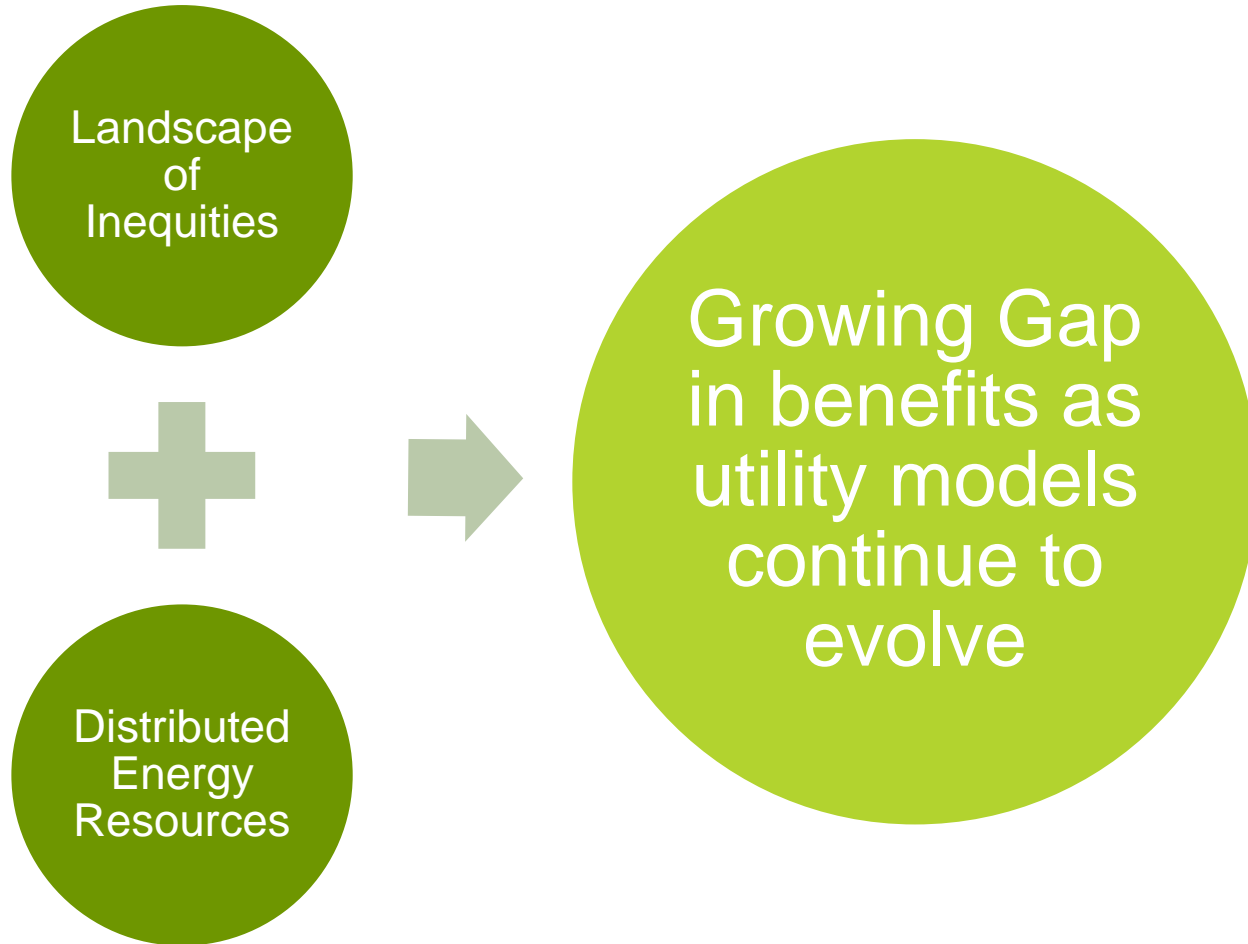 Landscape
of
Inequities
Distributed
Energy
Resources
Growing Gap
in benefits as
utility models
continue to
evolve